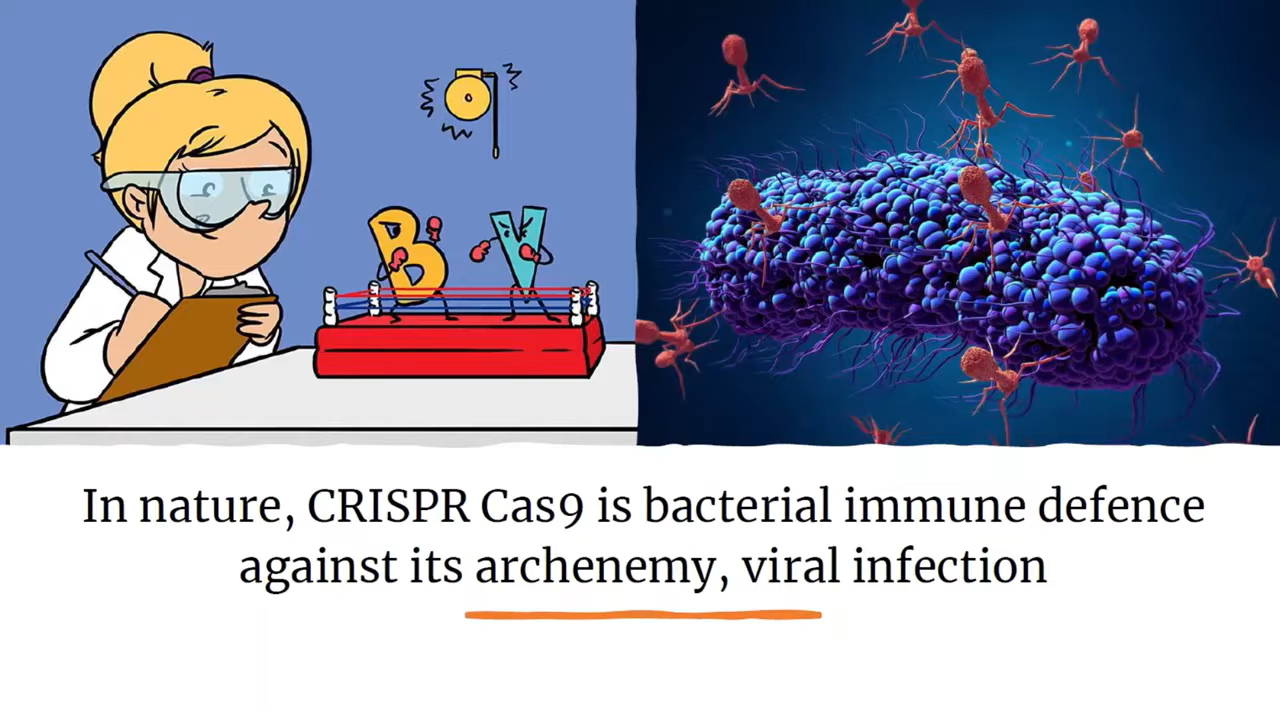 B V
In nature, CRISPR Cas9 is bacterial immune defence
against its archenemy, viral infection